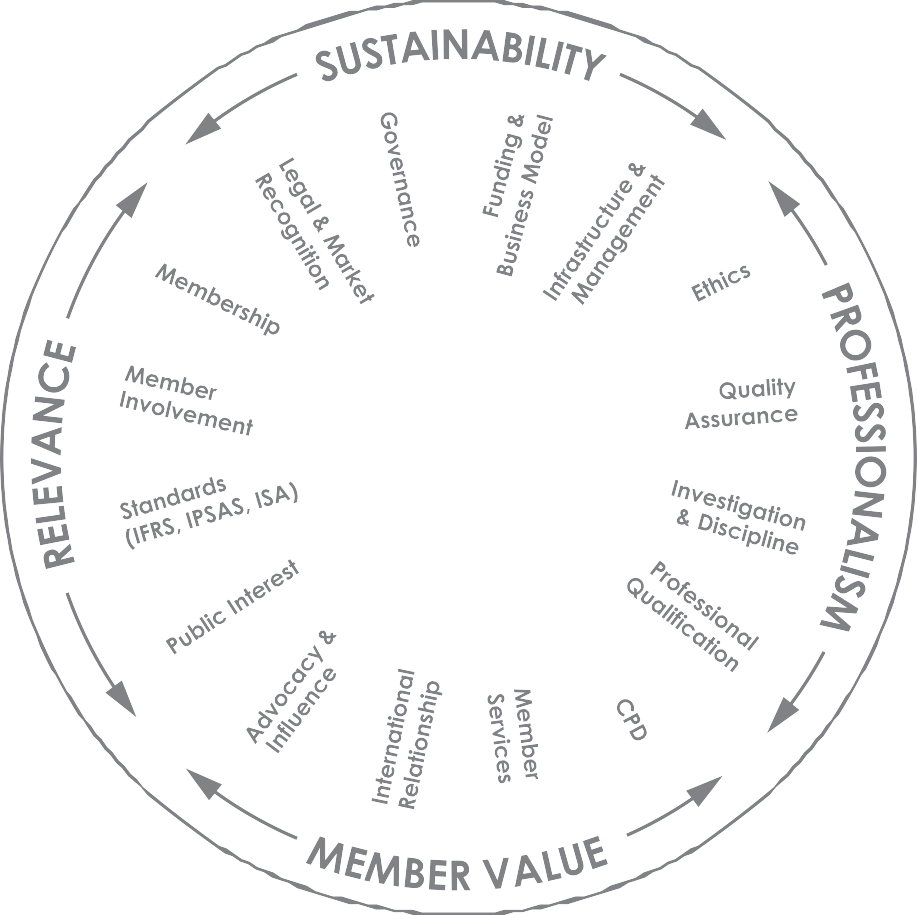 SUSTAINABILITY
Governance
Funding &
Business Model
Legal & Market
Recognition
Infrastructure &
Management
Membership
Ethics
PROFESSIONALISM
RELEVANCE
Member
Involvement
Quality
Assurance
Standards
(IFRS, IPSAS, ISA)
Investigation
& Discipline
Public Interest
Professional
Qualification
Advocacy &
Influence
International
Relationship
Member
Services
CPD
MEMBER VALUE